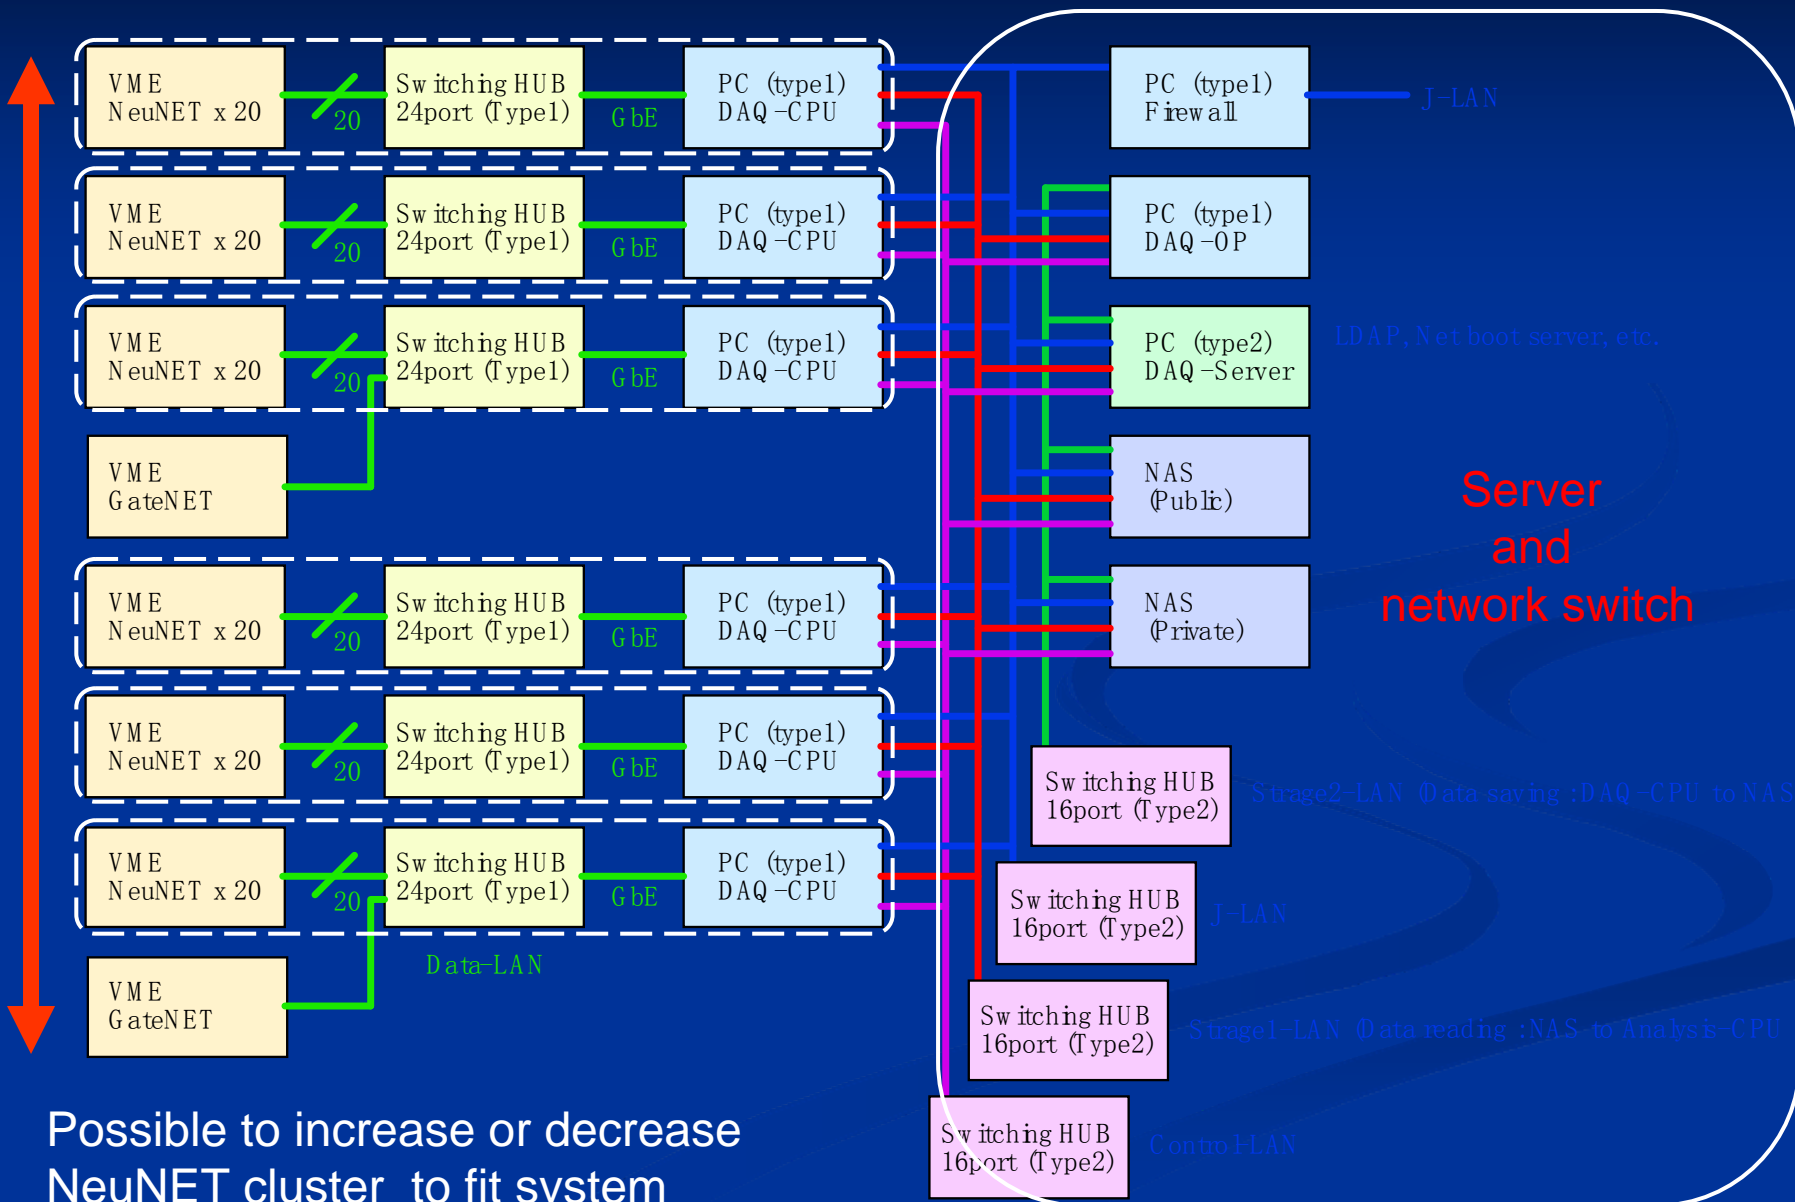 VME
NeuNET x 20
20
Switching HUB
24port (Type1)
GbE
PC (type1)
DAQ-CPU
PC (type1)
Firewall
J-LAN
VME
NeuNET x 20
20
Switching HUB
24port (Type1)
GbE
PC (type1)
DAQ-CPU
PC (type1)
DAQ-OP
VME
NeuNET x 20
20
Switching HUB
24port (Type1)
GbE
PC (type1)
DAQ-CPU
PC (type2)
DAQ-Server
LDAP, Netboot server, etc.
VME
GateNET
NAS
(Public)
Server
and
network switch
VME
NeuNET x 20
20
Switching HUB
24port (Type1)
GbE
PC (type1)
DAQ-CPU
NAS
(Private)
VME
NeuNET x 20
20
Switching HUB
24port (Type1)
GbE
PC (type1)
DAQ-CPU
Switching HUB
16port (Type2)
Strage2-LAN (Data saving : DAQ-CPU to NAS
VME
NeuNET x 20
20
Switching HUB
24port (Type1)
GbE
PC (type1)
DAQ-CPU
Switching HUB
16port (Type2)
J-LAN
Data-LAN
VME
GateNET
Switching HUB
16port (Type2)
Strage1-LAN (Data reading : NAS to Analysis-CPU
Switching HUB
16port (Type2)
Control-LAN
Possible to increase or decrease
NeuNET cluster to fit system